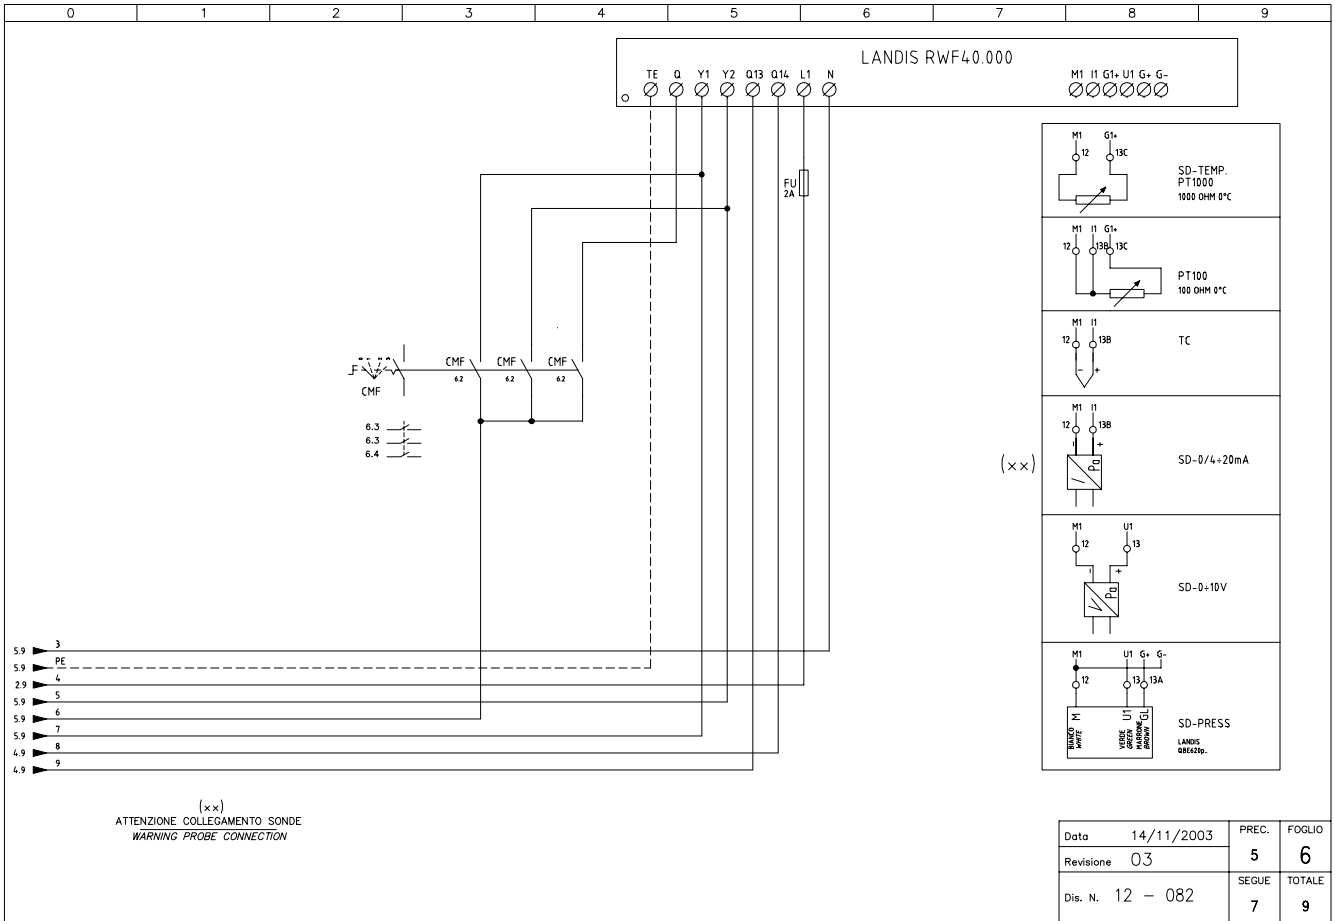 0 1 2 3 4 5 6 7 8 9
LANDIS RWF40.000
TE Q Y1 Y2 Q13 Q14 L1 N
M1 I1 G1+ U1 G+ G-
FU
2A
M1 G1+
12 13C
SD-TEMP.
PT1000
1000 OHM 0°C
M1 I1 G1+
12 13B 13C
PT100
100 OHM 0°C
M1 I1
12 13B
TC
- +
M1 I1
12 13B
- +
I Pa
SD-0/4÷20mA
(xx)
M1 U1
12 13
- +
V Pa
SD-0÷10V
M1 U1 G+ G-
12 13 13A
M U1 GL
BIANCO
WHITE
VERDE
GREEN
MARRONE
BROWN
SD-PRESS
LANDIS
QBE620p..
CMF CMF CMF
6.2 6.2 6.2
CMF
6.3
6.3
6.4
5.9 3
5.9 PE
2.9 4
5.9 5
5.9 6
5.9 7
4.9 8
4.9 9
(xx)
ATTENZIONE COLLEGAMENTO SONDE
WARNING PROBE CONNECTION
Data 14/11/2003
Revisione 03
Dis. N. 12 - 082
PREC.
5
FOGLIO
6
SEGUE
7
TOTALE
9